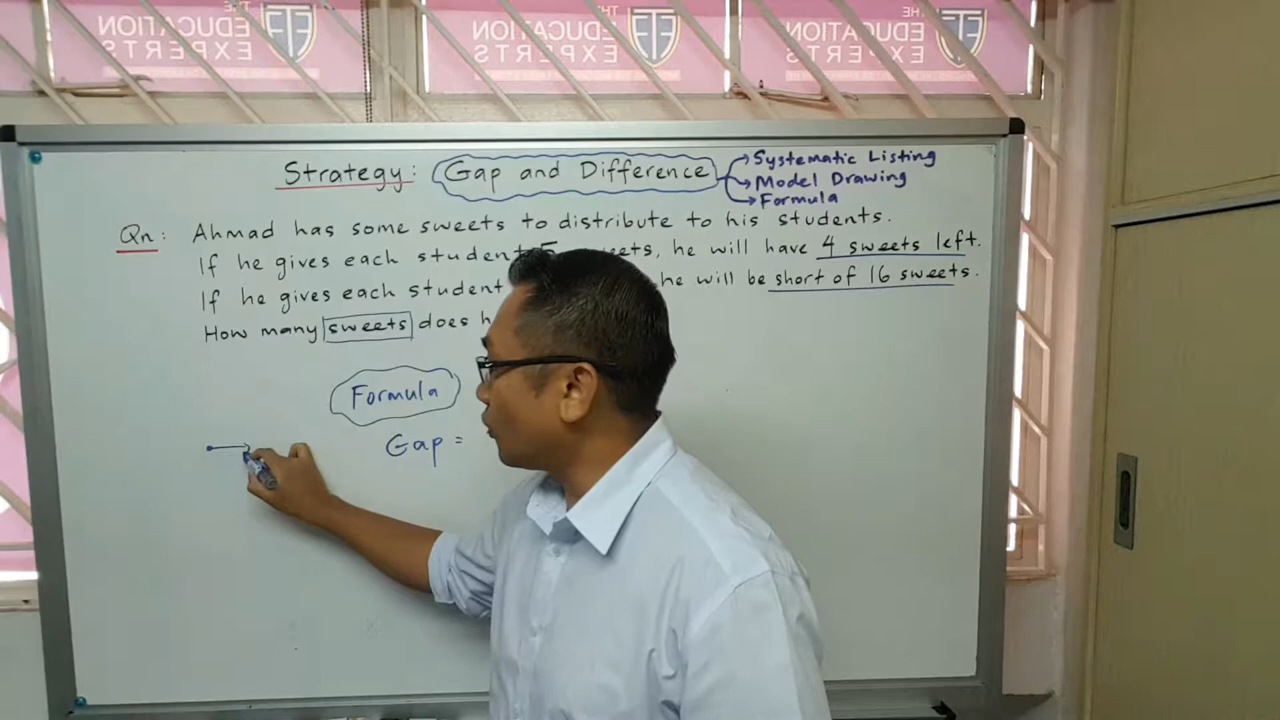 THE EDUCATION EXPERTS
THE EDUCATION EXPERTS
THE EDUCATION EXPERTS
Strategy: Gap and Difference
Systematic Listing
Model Drawing
Formula
Qn: Ahmad has some sweets to distribute to his students.
If he gives each student 5 sweets, he will have 4 sweets left.
If he gives each student he will be short of 16 sweets.
How many sweets does
Formula
Gap =